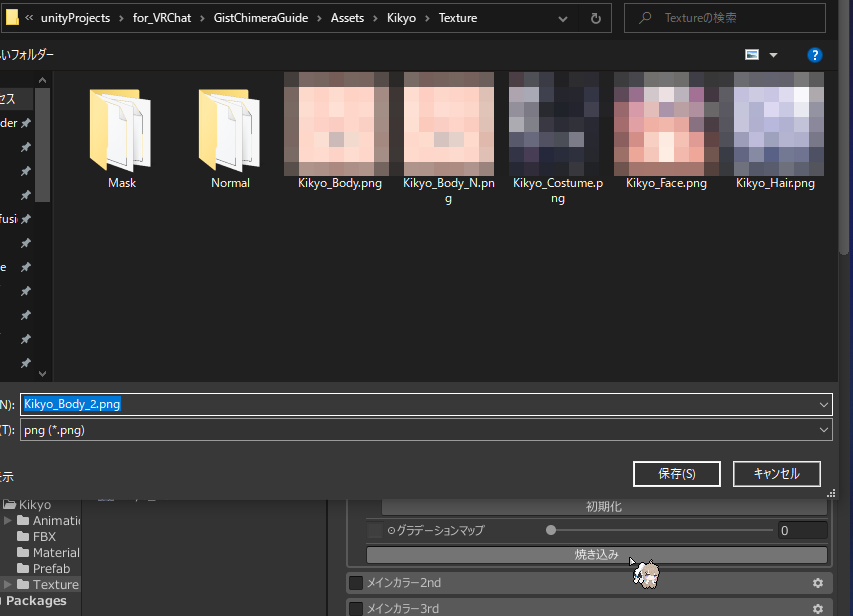 « unityProjects › for_VRChat › GistChimeraGuide › Assets › Kikyo › Texture
Textureの検索
いフォルダー
セス
der
fusi
e
Mask
Normal
Kikyo_Body.png
Kikyo_Body_N.pn
g
Kikyo_Costume.p
ng
Kikyo_Face.png
Kikyo_Hair.png
N):
Kikyo_Body_2.png
(T):
png (*.png)
示
保存(S)
キャンセル
Kikyo
Animatio
FBX
Material
Prefab
Texture
Packages
初期化
グラデーションマップ
0
焼き込み
メインカラー2nd
メインカラー3rd